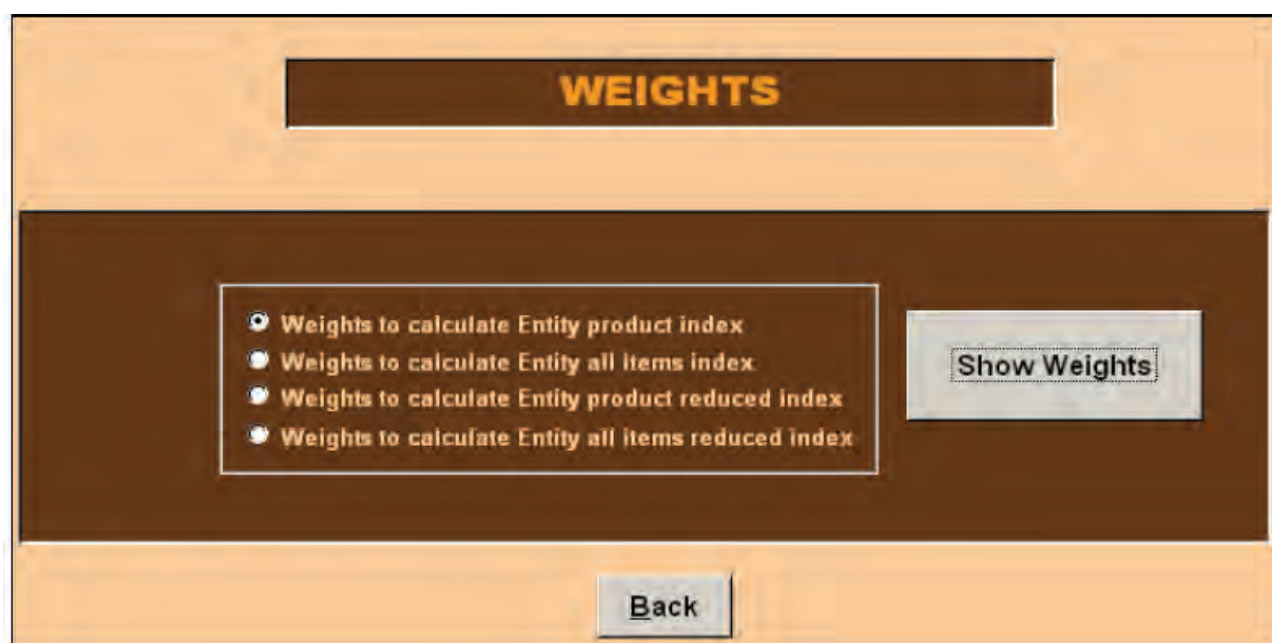 WEIGHTS
Weights to calculate Entity product index
Weights to calculate Entity all items index
Weights to calculate Entity product reduced index
Weights to calculate Entity all items reduced index
Show Weights
Back